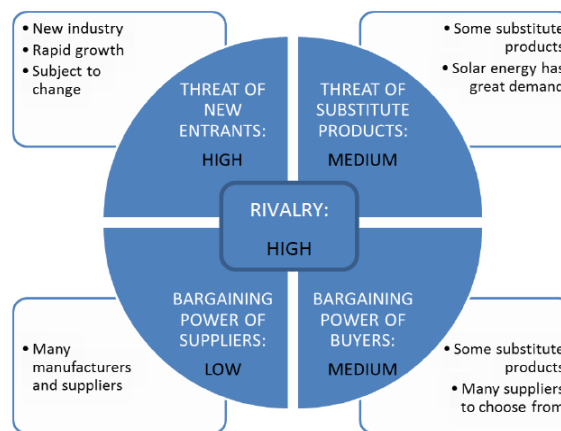 • New industry
• Rapid growth
• Subject to
change
• Some substitute
products
• Solar energy has
great demand
THREAT OF
NEW
ENTRANTS:
HIGH
THREAT OF
SUBSTITUTE
PRODUCTS:
MEDIUM
RIVALRY:
HIGH
BARGAINING
POWER OF
SUPPLIERS:
LOW
BARGAINING
POWER OF
BUYERS:
MEDIUM
• Many
manufacturers
and suppliers
• Some substitute
products
• Many suppliers
to choose from